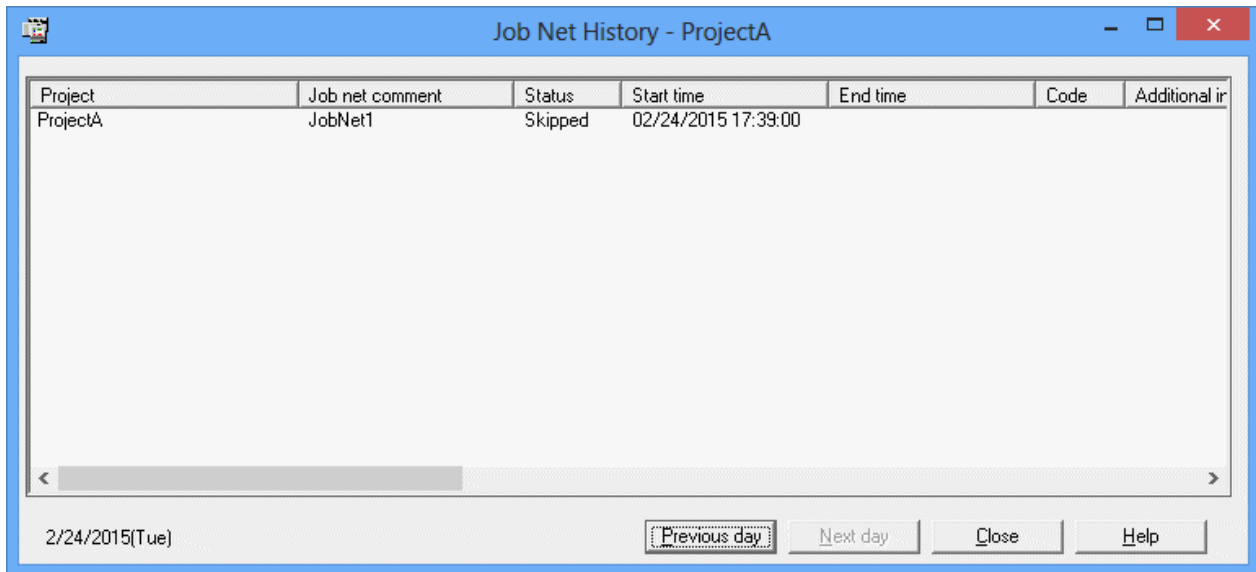 Job Net History - ProjectA
Project Job net comment Status Start time End time Code Additional ir
ProjectA JobNet1 Skipped 02/24/2015 17:39:00
2/24/2015(Tue) Previous day Next day Close Help